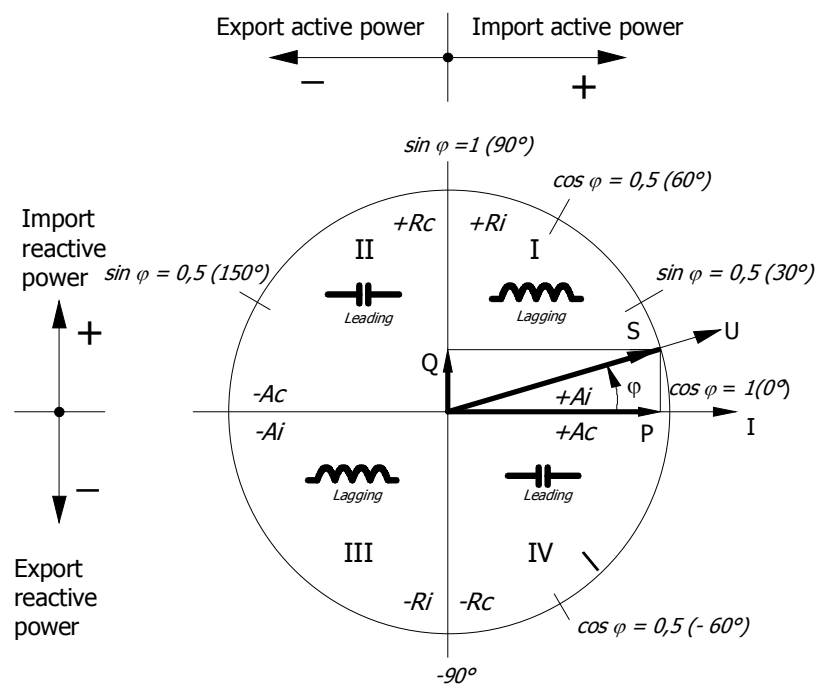 Export active power
Import active power
−
+
sin φ =1 (90°)
cos φ = 0,5 (60°)
Import
reactive
power
+Rc
+Ri
II
I
sin φ = 0,5 (150°)
sin φ = 0,5 (30°)
Leading
Lagging
+
S
U
Q
φ
cos φ = 1(0°)
-Ac
+Ai
-Ai
+Ac
P
I
−
Lagging
Leading
III
IV
Export
reactive
power
-Ri
-Rc
cos φ = 0,5 (- 60°)
-90°